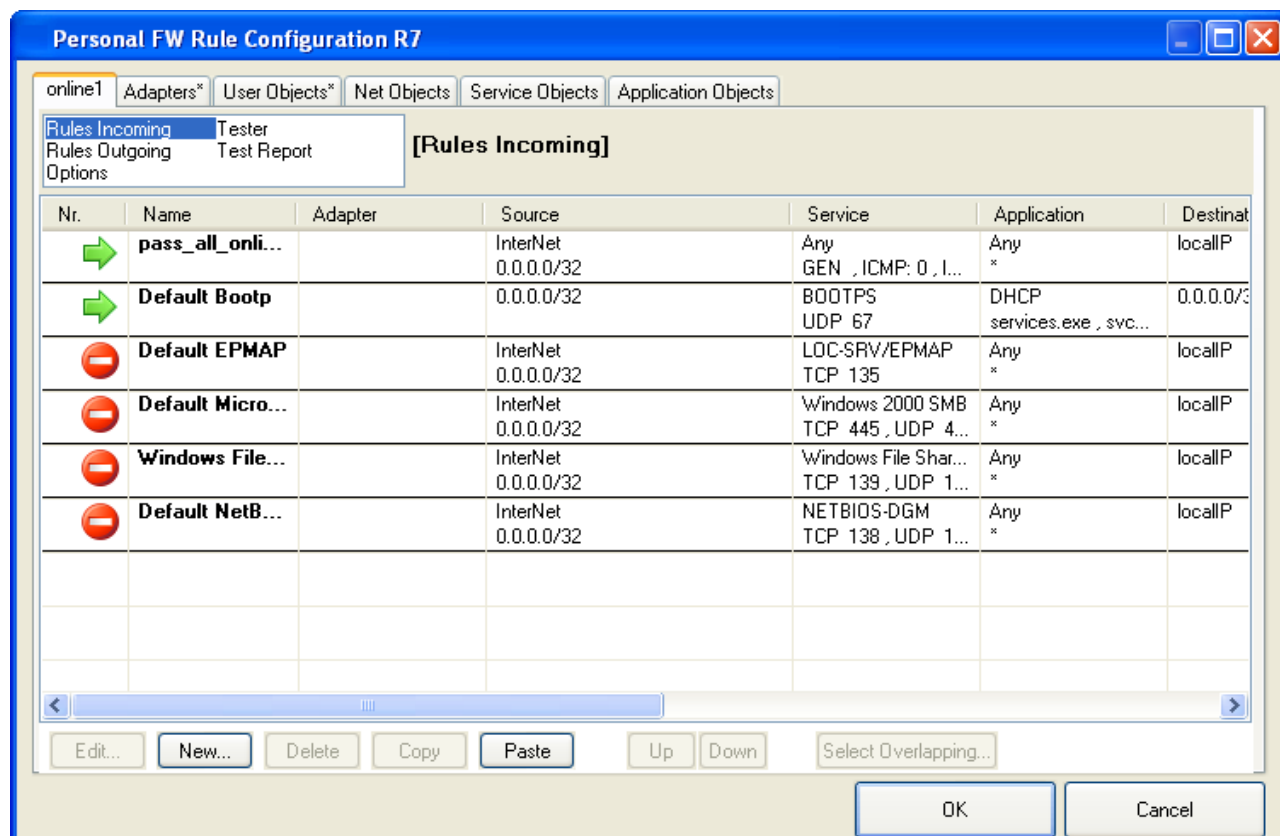 Personal FW Rule Configuration R7
online1 Adapters* User Objects* Net Objects Service Objects Application Objects
Rules Incoming Tester
Rules Outgoing Test Report
Options
[Rules Incoming]
Nr. Name Adapter Source Service Application Destinat
pass_all_onli... InterNet Any Any localIP
0.0.0.0/32 GEN , ICMP: 0 , I... *
Default Bootp 0.0.0.0/32 BOOTPS DHCP 0.0.0.0/3
UDP 67 services.exe , svc...
Default EPMAP InterNet LOC-SRV/EPMAP Any localIP
0.0.0.0/32 TCP 135 *
Default Micro... InterNet Windows 2000 SMB Any localIP
0.0.0.0/32 TCP 445 , UDP 4... *
Windows File... InterNet Windows File Shar... Any localIP
0.0.0.0/32 TCP 139 , UDP 1... *
Default NetB... InterNet NETBIOS-DGM Any localIP
0.0.0.0/32 TCP 138 , UDP 1... *
Edit... New... Delete Copy Paste Up Down Select Overlapping...
OK Cancel